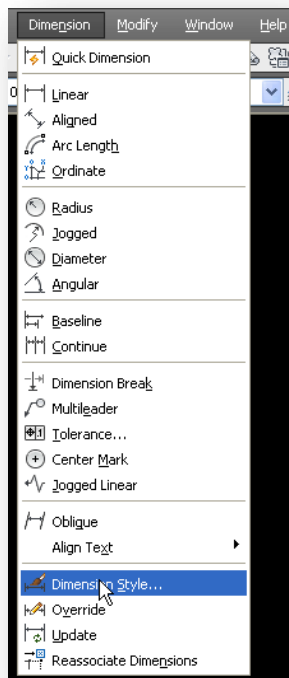 Dimension Modify Window Help
Quick Dimension
Linear
Aligned
Arc Length
Ordinate
Radius
Jogged
Diameter
Angular
Baseline
Continue
Dimension Break
Multileader
Tolerance...
Center Mark
Jogged Linear
Oblique
Align Text
Dimension Style...
Override
Update
Reassociate Dimensions